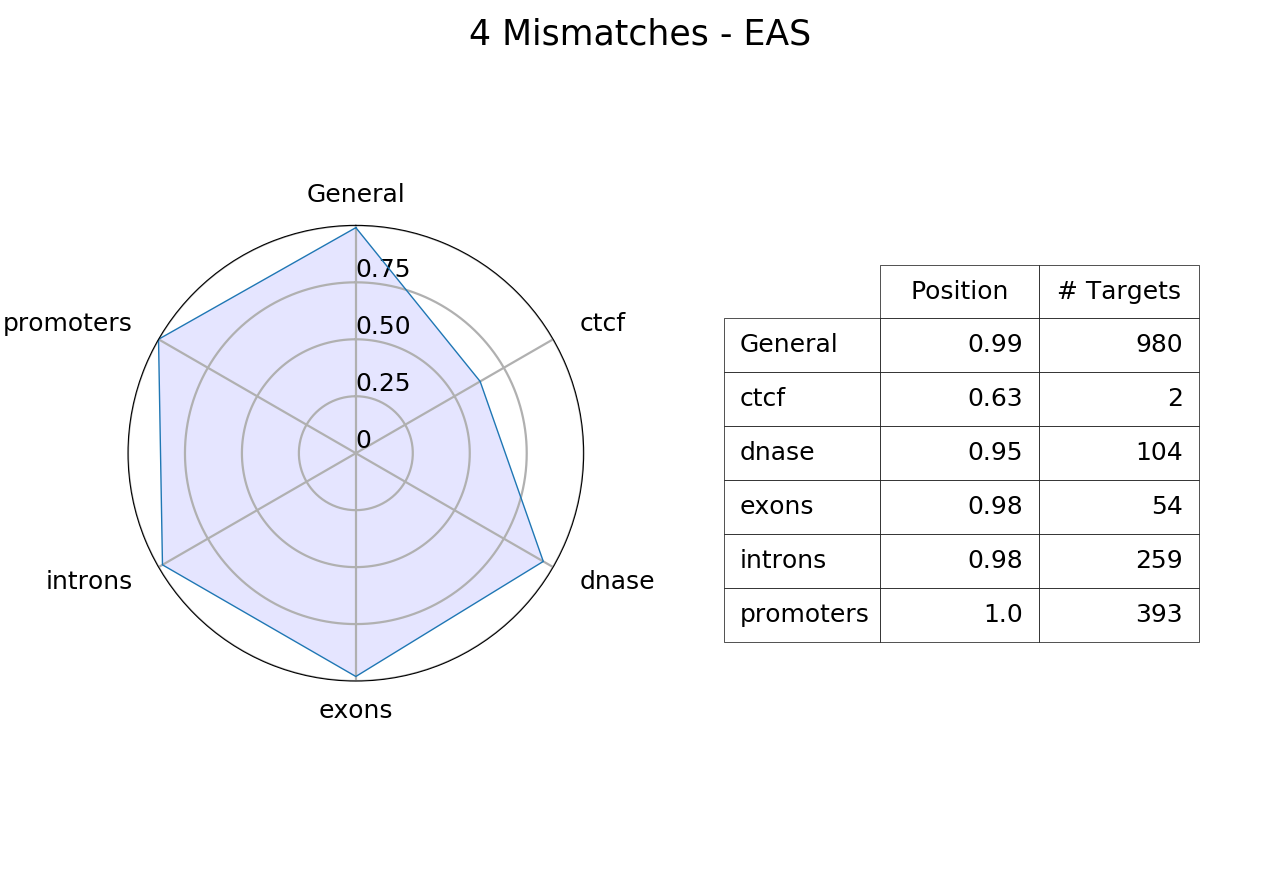 4 Mismatches - EAS
General
0.75
promoters
ctcf
0.50
0.25
0
introns
dnase
exons
Position # Targets
General 0.99 980
ctcf 0.63 2
dnase 0.95 104
exons 0.98 54
introns 0.98 259
promoters 1.0 393